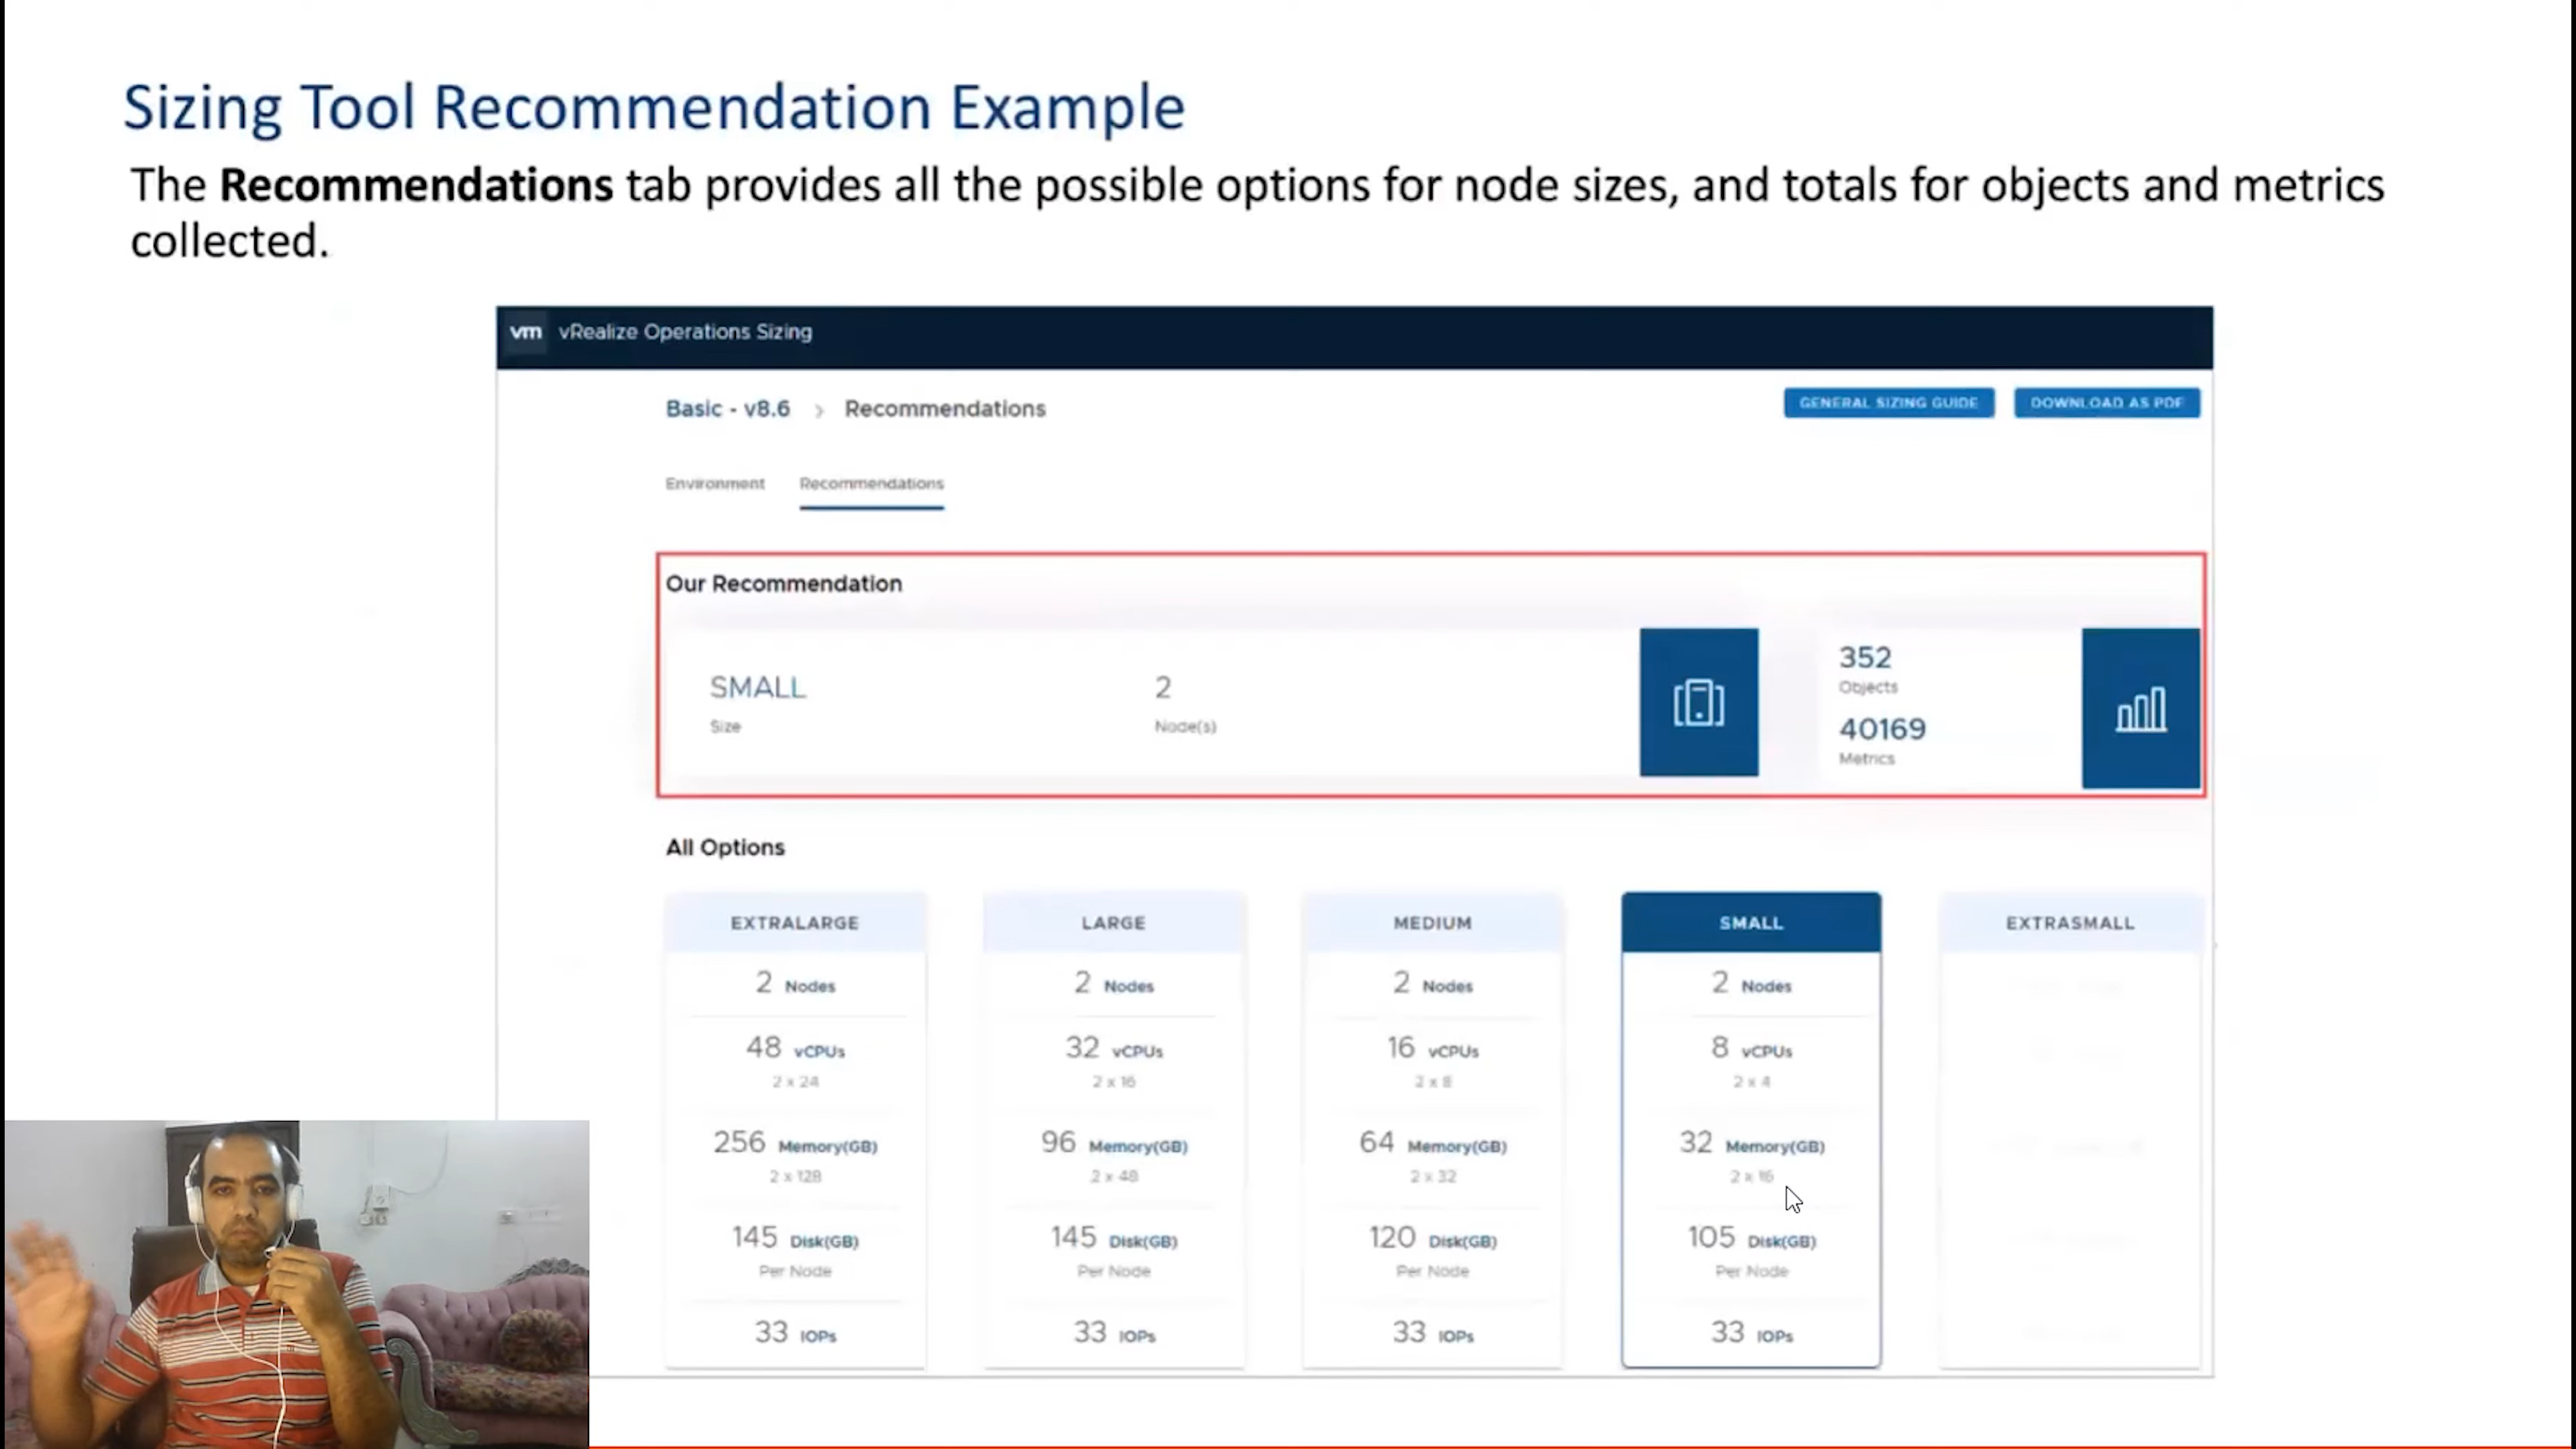 Sizing Tool Recommendation Example
The Recommendations tab provides all the possible options for node sizes, and totals for objects and metrics
collected.
vm vRealize Operations Sizing
Basic - v8.6 > Recommendations
GENERAL SIZING GUIDE
DOWNLOAD AS PDF
Environment Recommendations
Our Recommendation
SMALL
Size
2
Node(s)
352
Objects
40169
Metrics
All Options
EXTRALARGE
2 Nodes
48 vCPUs
2 x 24
256 Memory(GB)
2 x 128
145 Disk(GB)
Per Node
33 IOPs
LARGE
2 Nodes
32 vCPUs
2 x 16
96 Memory(GB)
2 x 48
145 Disk(GB)
Per Node
33 IOPs
MEDIUM
2 Nodes
16 vCPUs
2 x 8
64 Memory(GB)
2 x 32
120 Disk(GB)
Per Node
33 IOPs
SMALL
2 Nodes
8 vCPUs
2 x 4
32 Memory(GB)
2 x 16
105 Disk(GB)
Per Node
33 IOPs
EXTRASMALL